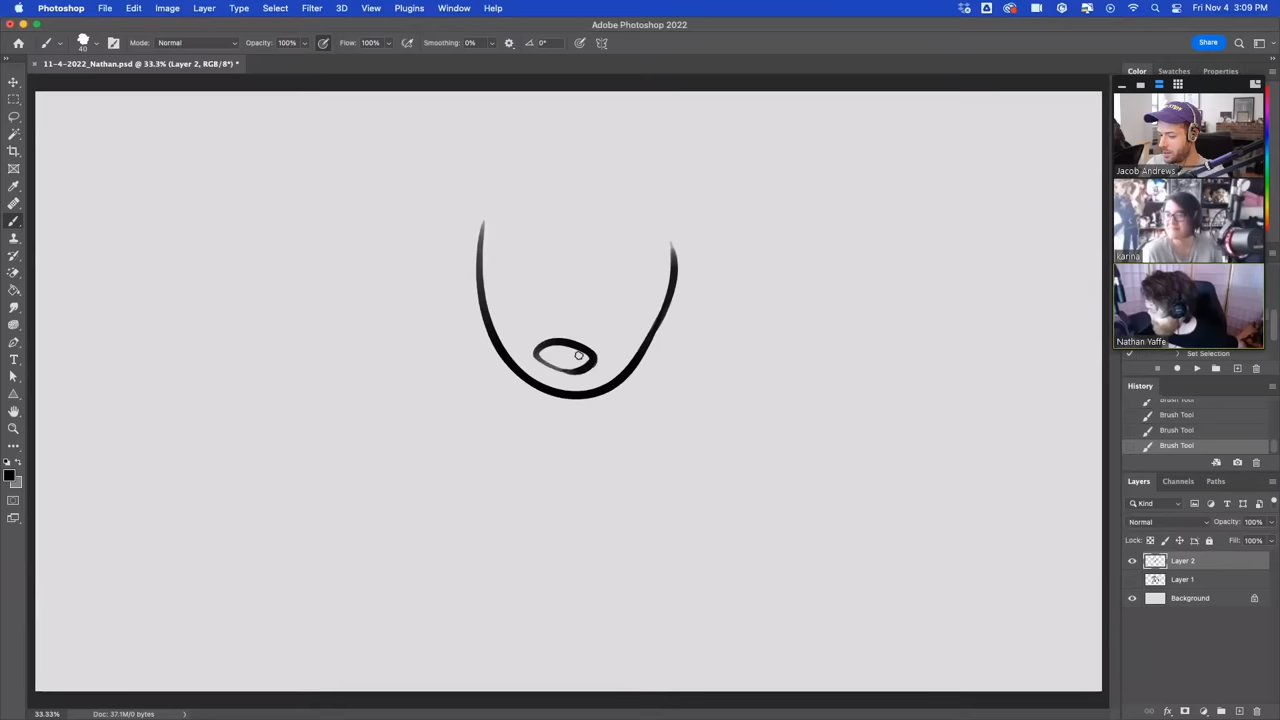 Photoshop File Edit Image Layer Type Select Filter 3D View Plugins Window Help Fri Nov 4 3:09 PM
Adobe Photoshop 2022
40 Mode: Normal Opacity: 100% Flow: 100% Smoothing: 0% 0° Share
11-4-2022_Nathan.psd @ 33.3% (Layer 2, RGB/8*) *
Color Swatches Properties
Jacob Andrews
karina
Nathan Yaffe
Set Selection
History
Brush Tool
Brush Tool
Brush Tool
Brush Tool
Layers Channels Paths
Kind
Normal Opacity: 100%
Lock: Fill: 100%
Layer 2
Layer 1
Background
33.33% Doc: 37.1M/0 bytes